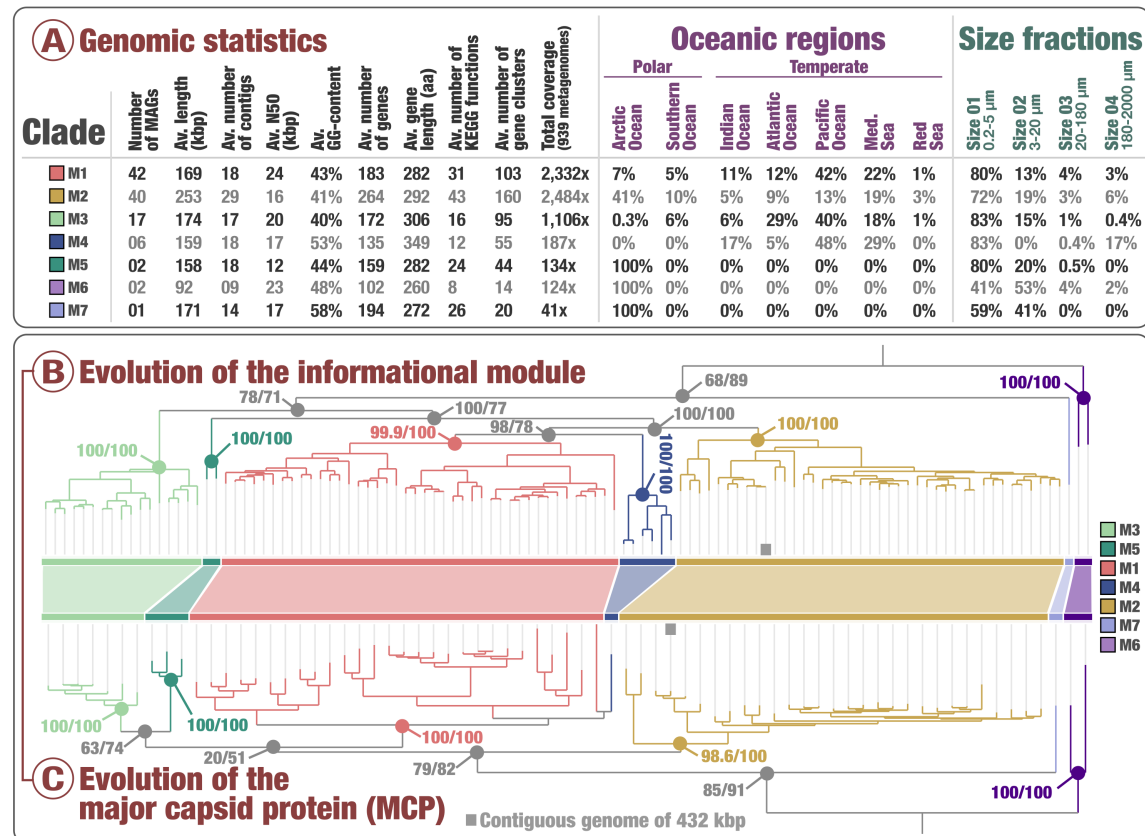 A Genomic statistics
Oceanic regions
Size fractions
Polar
Temperate
Clade
Number of MAGs
Av. length (kbp)
Av. number of contigs
Av. N50 (kbp)
Av. GG-content
Av. number of genes
Av. gene length (aa)
Av. number of KEGG functions
Av. number of gene clusters
Total coverage (939 metagenomes)
Arctic Ocean
Southern Ocean
Indian Ocean
Atlantic Ocean
Pacific Ocean
Med. Sea
Red Sea
Size 01 0.2-5 µm
Size 02 3-20 µm
Size 03 20-180 µm
Size 04 180-2000 µm
M1 42 169 18 24 43% 183 282 31 103 2,332x 7% 5% 11% 12% 42% 22% 1% 80% 13% 4% 3%
M2 40 253 29 16 41% 264 292 43 160 2,484x 41% 10% 5% 9% 13% 19% 3% 72% 19% 3% 6%
M3 17 174 17 20 40% 172 306 16 95 1,106x 0.3% 6% 6% 29% 40% 18% 1% 83% 15% 1% 0.4%
M4 06 159 18 17 53% 135 349 12 55 187x 0% 0% 17% 5% 48% 29% 0% 83% 0% 0.4% 17%
M5 02 158 18 12 44% 159 282 24 44 134x 100% 0% 0% 0% 0% 0% 0% 80% 20% 0.5% 0%
M6 02 92 09 23 48% 102 260 8 14 124x 100% 0% 0% 0% 0% 0% 0% 41% 53% 4% 2%
M7 01 171 14 17 58% 194 272 26 20 41x 100% 0% 0% 0% 0% 0% 0% 59% 41% 0% 0%
B Evolution of the informational module
68/89
100/100
78/71
100/77
100/100
98/78
99.9/100
100/100
100/100
100/100
100/100
M3
M5
M1
M4
M2
M7
M6
100/100
100/100
100/100
63/74
20/51
79/82
98.6/100
85/91
100/100
C Evolution of the
major capsid protein (MCP)
Contiguous genome of 432 kbp